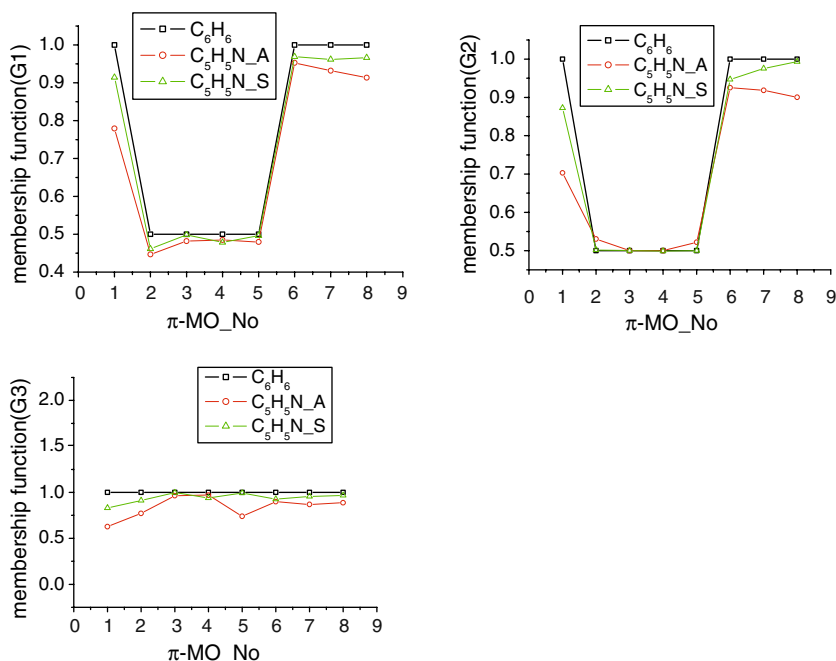 membership function(G1)
1.0
0.9
0.8
0.7
0.6
0.5
0.4
0 1 2 3 4 5 6 7 8 9
π-MO_No
C6H6
C5H5N_A
C5H5N_S
membership function(G2)
1.0
0.9
0.8
0.7
0.6
0.5
0 1 2 3 4 5 6 7 8 9
π-MO_No
C6H6
C5H5N_A
C5H5N_S
membership function(G3)
2.0
1.5
1.0
0.5
0.0
0 1 2 3 4 5 6 7 8 9
π-MO No
C6H6
C5H5N_A
C5H5N_S